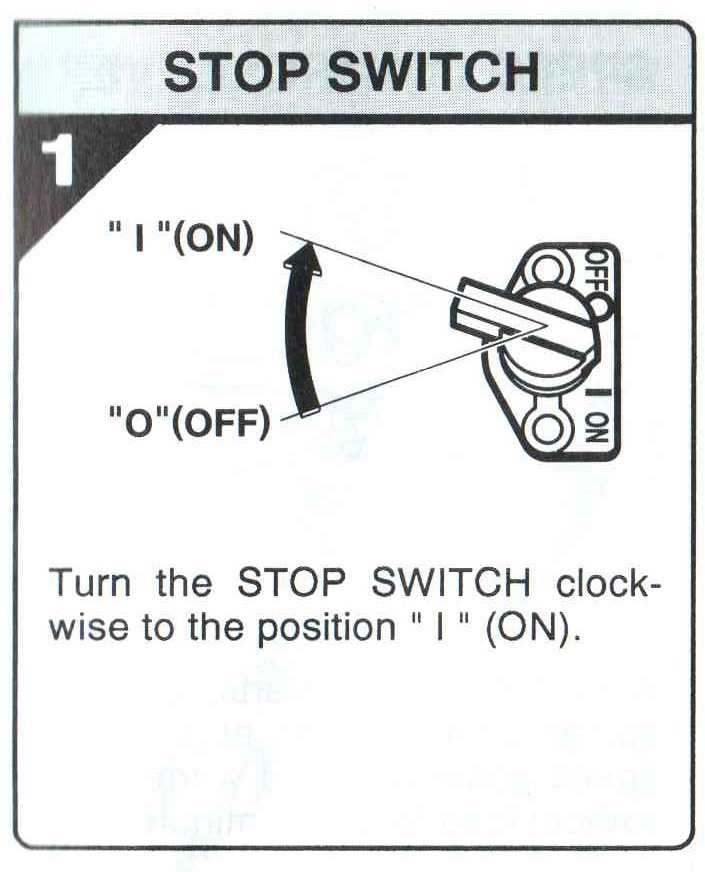 STOP SWITCH
1
" I "(ON)
OFF
"O"(OFF)
I ON
Turn the STOP SWITCH clock-
wise to the position " I " (ON).